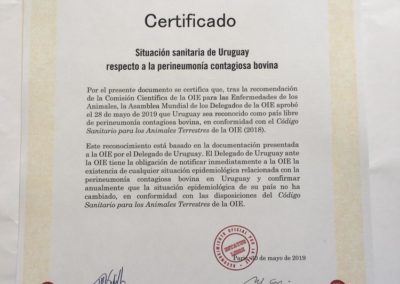 Certificado
Situación sanitaria de Uruguay
respecto a la perineumonía contagiosa bovina
Por el presente documento se certifica que, tras la recomendación
de la Comisión Científica de la OIE para las Enfermedades de los
Animales, la Asamblea Mundial de los Delegados de la OIE aprobó
el 28 de mayo de 2019 que Uruguay sea reconocido como país libre
de perineumonía contagiosa bovina, en conformidad con el Código
Sanitario para los Animales Terrestres de la OIE (2018).
Este reconocimiento está basado en la documentación presentada
a la OIE por el Delegado de Uruguay. El Delegado de Uruguay ante
la OIE tiene la obligación de notificar inmediatamente a la OIE la
existencia de cualquier situación epidemiológica relacionada con la
perineumonía contagiosa bovina en Uruguay y confirmar
anualmente que la situación epidemiológica de su país no ha
cambiado, en conformidad con las disposiciones del Código
Sanitario para los Animales Terrestres de la OIE.
de mayo de 2019